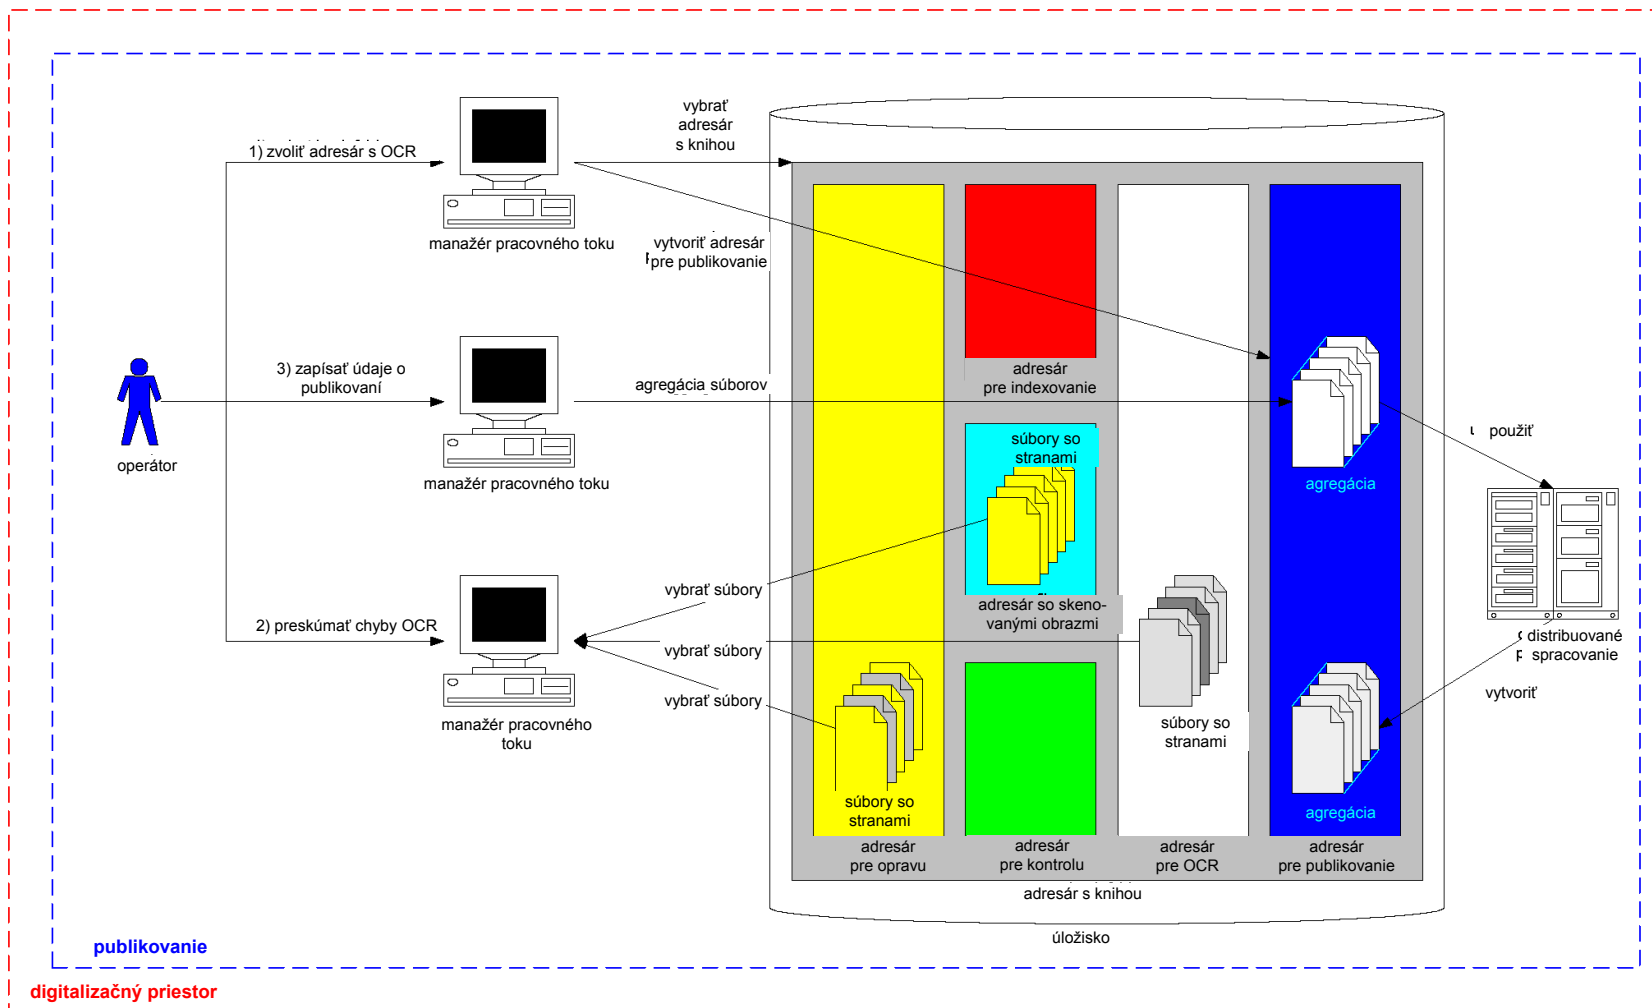 vybrať
adresár
s knihou
1) zvoliť adresár s OCR
manažér pracovného toku
vytvoriť adresár
pre publikovanie
3) zapísať údaje o
publikovaní
agregácia súborov
adresár
pre indexovanie
operátor
manažér pracovného toku
súbory so
stranami
použiť
agregácia
vybrať súbory
adresár so skeno-
vanými obrazmi
2) preskúmať chyby OCR
vybrať súbory
distribuované
spracovanie
vybrať súbory
vytvoriť
manažér pracovného
toku
súbory so
stranami
súbory so
stranami
agregácia
adresár
pre opravu
adresár
pre kontrolu
adresár
pre OCR
adresár
pre publikovanie
adresár s knihou
úložisko
publikovanie
digitalizačný priestor